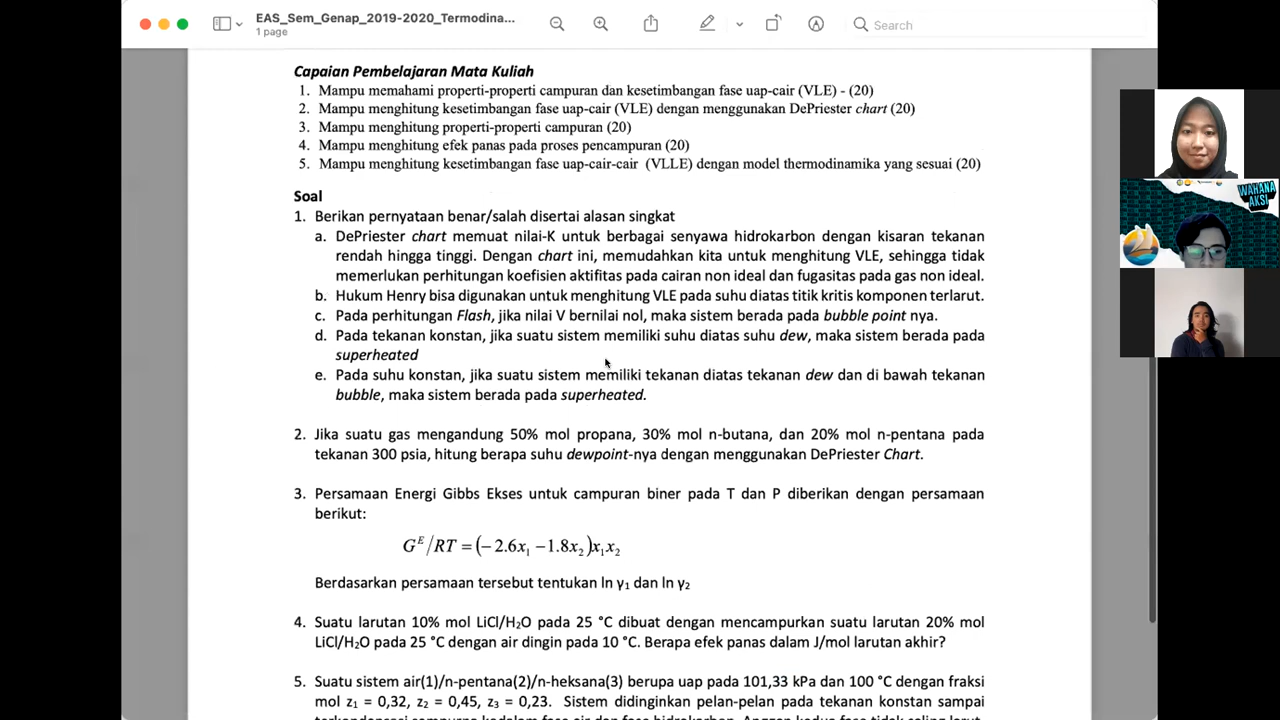 EAS_Sem_Genap_2019-2020_Termodina...
1 page
Search
Capaian Pembelajaran Mata Kuliah
1. Mampu memahami properti-properti campuran dan kesetimbangan fase uap-cair (VLE) - (20)
2. Mampu menghitung kesetimbangan fase uap-cair (VLE) dengan menggunakan DePriester chart (20)
3. Mampu menghitung properti-properti campuran (20)
4. Mampu menghitung efek panas pada proses pencampuran (20)
5. Mampu menghitung kesetimbangan fase uap-cair-cair (VLLE) dengan model thermodinamika yang sesuai (20)
Soal
1. Berikan pernyataan benar/salah disertai alasan singkat
a. DePriester chart memuat nilai-K untuk berbagai senyawa hidrokarbon dengan kisaran tekanan
rendah hingga tinggi. Dengan chart ini, memudahkan kita untuk menghitung VLE, sehingga tidak
memerlukan perhitungan koefisien aktifitas pada cairan non ideal dan fugasitas pada gas non ideal.
b. Hukum Henry bisa digunakan untuk menghitung VLE pada suhu diatas titik kritis komponen terlarut.
c. Pada perhitungan Flash, jika nilai V bernilai nol, maka sistem berada pada bubble point nya.
d. Pada tekanan konstan, jika suatu sistem memiliki suhu diatas suhu dew, maka sistem berada pada
superheated
e. Pada suhu konstan, jika suatu sistem memiliki tekanan diatas tekanan dew dan di bawah tekanan
bubble, maka sistem berada pada superheated.
2. Jika suatu gas mengandung 50% mol propana, 30% mol n-butana, dan 20% mol n-pentana pada
tekanan 300 psia, hitung berapa suhu dewpoint-nya dengan menggunakan DePriester Chart.
3. Persamaan Energi Gibbs Ekses untuk campuran biner pada T dan P diberikan dengan persamaan
berikut:
G^E/RT = (−2.6x₁ −1.8x₂)x₁x₂
Berdasarkan persamaan tersebut tentukan ln γ₁ dan ln γ₂
4. Suatu larutan 10% mol LiCl/H₂O pada 25 °C dibuat dengan mencampurkan suatu larutan 20% mol
LiCl/H₂O pada 25 °C dengan air dingin pada 10 °C. Berapa efek panas dalam J/mol larutan akhir?
5. Suatu sistem air(1)/n-pentana(2)/n-heksana(3) berupa uap pada 101,33 kPa dan 100 °C dengan fraksi
mol z₁ = 0,32, z₂ = 0,45, z₃ = 0,23. Sistem didinginkan pelan-pelan pada tekanan konstan sampai
terkondensasi sempurna kedalam fase air dan fase hidrokarbon. Anggap kedua fase tidak saling larut.
WAHANA
AKSI